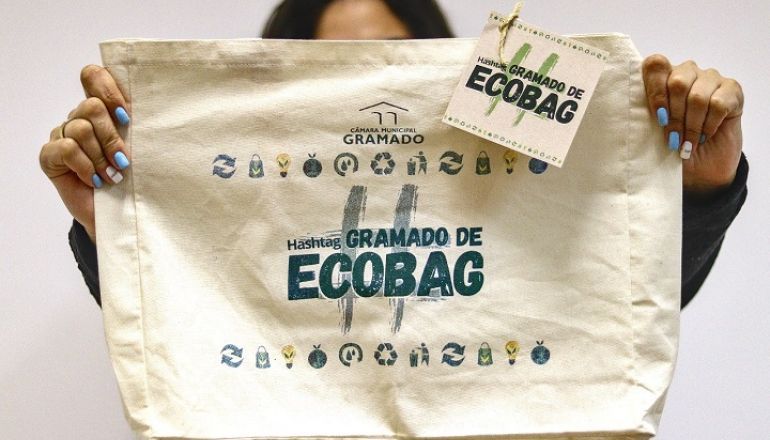 CÂMARA MUNICIPAL
GRAMADO
Hashtag GRAMADO DE
ECOBAG
Hashtag GRAMADO DE
ECOBAG